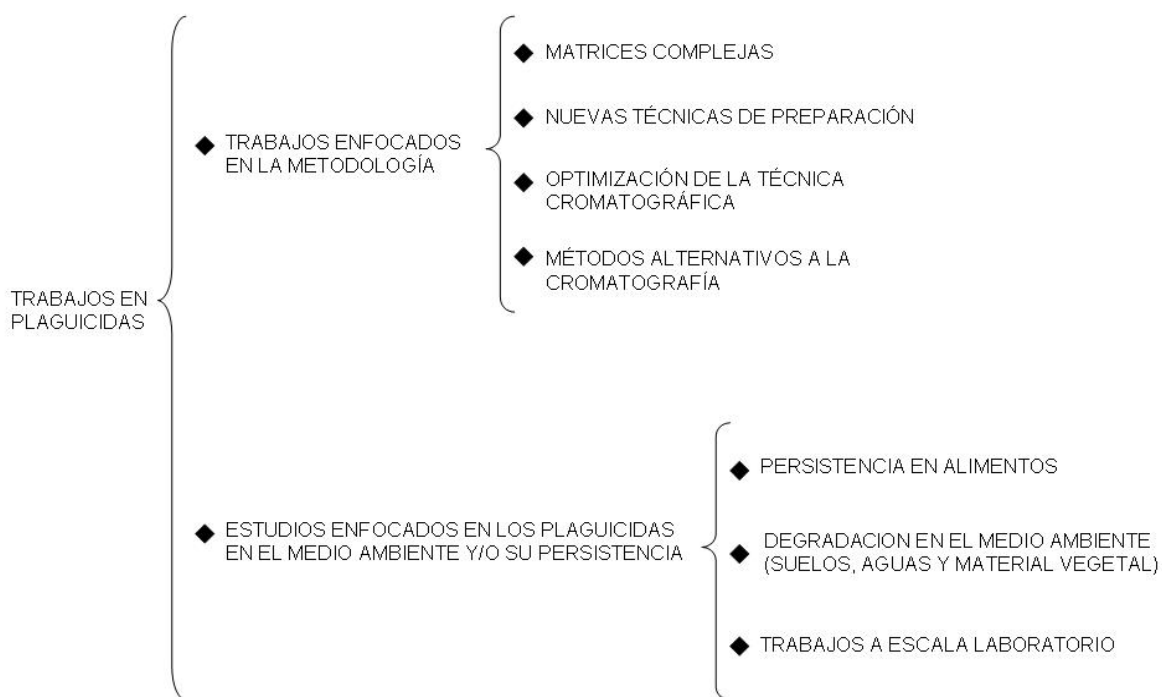 TRABAJOS EN
PLAGUICIDAS
TRABAJOS ENFOCADOS
EN LA METODOLOGÍA
MATRICES COMPLEJAS
NUEVAS TÉCNICAS DE PREPARACIÓN
OPTIMIZACIÓN DE LA TÉCNICA
CROMATOGRÁFICA
MÉTODOS ALTERNATIVOS A LA
CROMATOGRAFÍA
ESTUDIOS ENFOCADOS EN LOS PLAGUICIDAS
EN EL MEDIO AMBIENTE Y/O SU PERSISTENCIA
PERSISTENCIA EN ALIMENTOS
DEGRADACION EN EL MEDIO AMBIENTE
(SUELOS, AGUAS Y MATERIAL VEGETAL)
TRABAJOS A ESCALA LABORATORIO